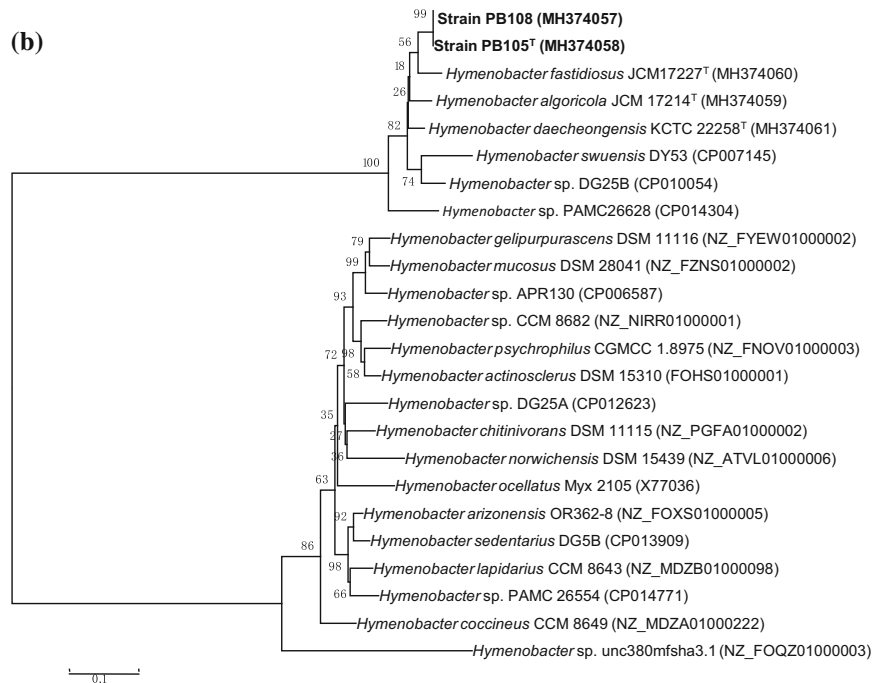 (b)
99
Strain PB108 (MH374057)
Strain PB105ᵀ (MH374058)
56
Hymenobacter fastidiosus JCM17227ᵀ (MH374060)
18
Hymenobacter algoricola JCM 17214ᵀ (MH374059)
26
Hymenobacter daecheongensis KCTC 22258ᵀ (MH374061)
82
Hymenobacter swuensis DY53 (CP007145)
100
74
Hymenobacter sp. DG25B (CP010054)
Hymenobacter sp. PAMC26628 (CP014304)
79
Hymenobacter gelipurpurascens DSM 11116 (NZ_FYEW01000002)
Hymenobacter mucosus DSM 28041 (NZ_FZNS01000002)
99
Hymenobacter sp. APR130 (CP006587)
93
Hymenobacter sp. CCM 8682 (NZ_NIRR01000001)
72
98
Hymenobacter psychrophilus CGMCC 1.8975 (NZ_FNOV01000003)
58
Hymenobacter actinosclerus DSM 15310 (FOHS01000001)
Hymenobacter sp. DG25A (CP012623)
35
27
Hymenobacter chitinivorans DSM 11115 (NZ_PGFA01000002)
36
Hymenobacter norwichensis DSM 15439 (NZ_ATVL01000006)
63
Hymenobacter ocellatus Myx 2105 (X77036)
92
Hymenobacter arizonensis OR362-8 (NZ_FOXS01000005)
Hymenobacter sedentarius DG5B (CP013909)
86
98
Hymenobacter lapidarius CCM 8643 (NZ_MDZB01000098)
66
Hymenobacter sp. PAMC 26554 (CP014771)
Hymenobacter coccineus CCM 8649 (NZ_MDZA01000222)
Hymenobacter sp. unc380mfsha3.1 (NZ_FOQZ01000003)
0.1